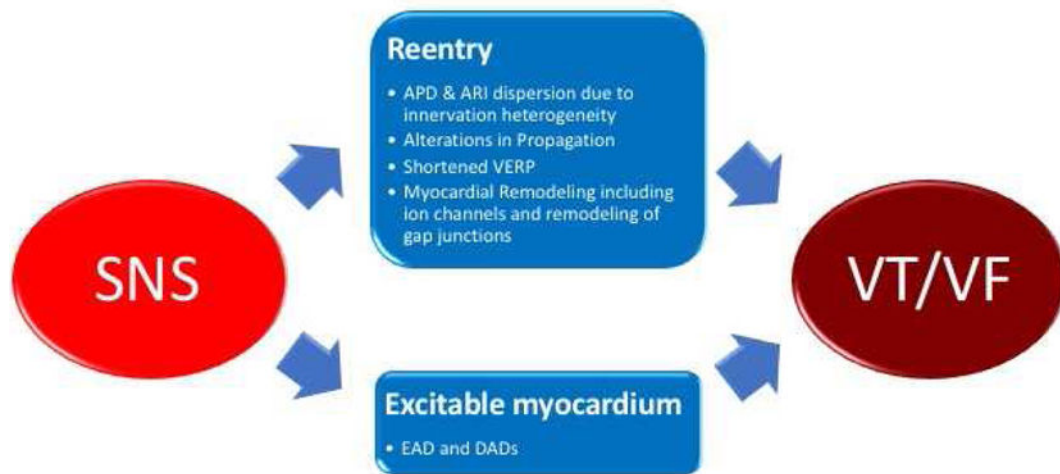 Reentry
• APD & ARI dispersion due to
innervation heterogeneity
• Alterations in Propagation
• Shortened VERP
• Myocardial Remodeling including
ion channels and remodeling of
gap junctions
SNS
VT/VF
Excitable myocardium
• EAD and DADs